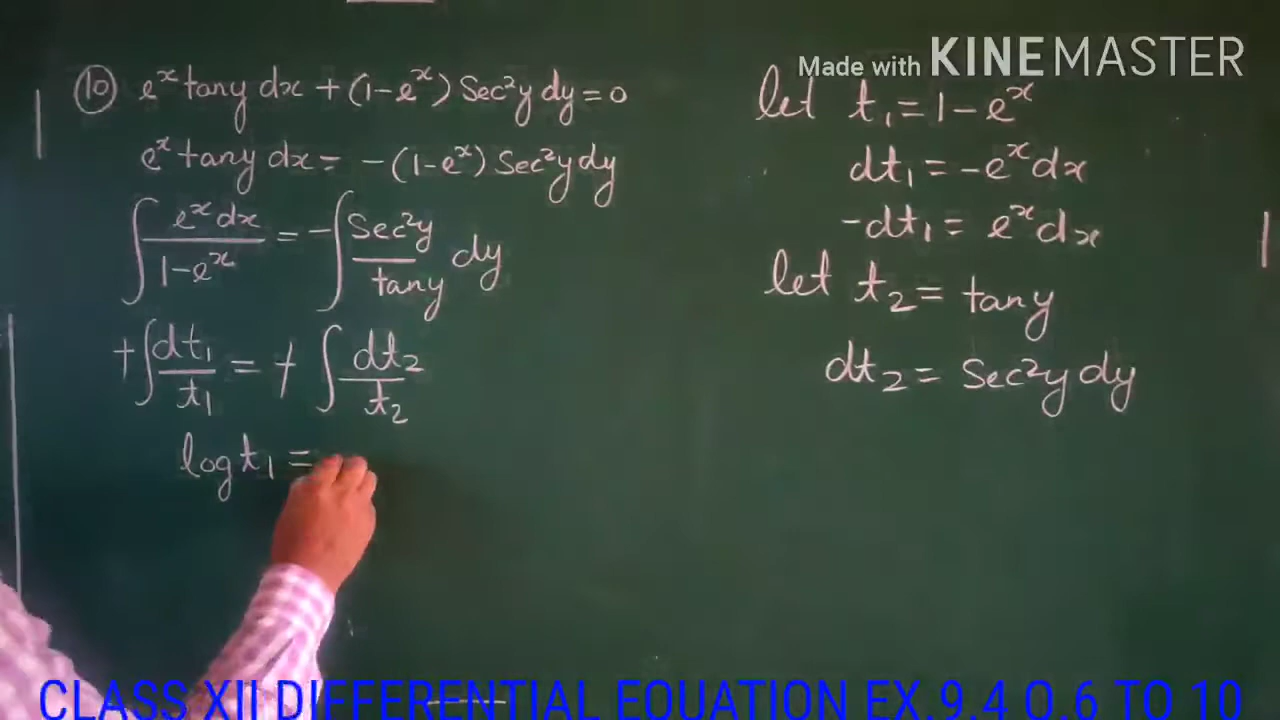 Made with KINEMASTER
⑩ eˣ tany dx + (1-eˣ) Sec²y dy = 0
eˣ tany dx = -(1-eˣ) Sec²y dy
∫ eˣ dx / 1-eˣ = -∫ Sec²y / tany dy
+∫ dt₁ / t₁ = + ∫ dt₂ / t₂
log t₁ =
let t₁ = 1 - eˣ
dt₁ = -eˣ dx
-dt₁ = eˣ dx
let t₂ = tany
dt₂ = Sec²y dy
CLASS XII DIFFERENTIAL EQUATION EX.9.4 Q.6 TO 10